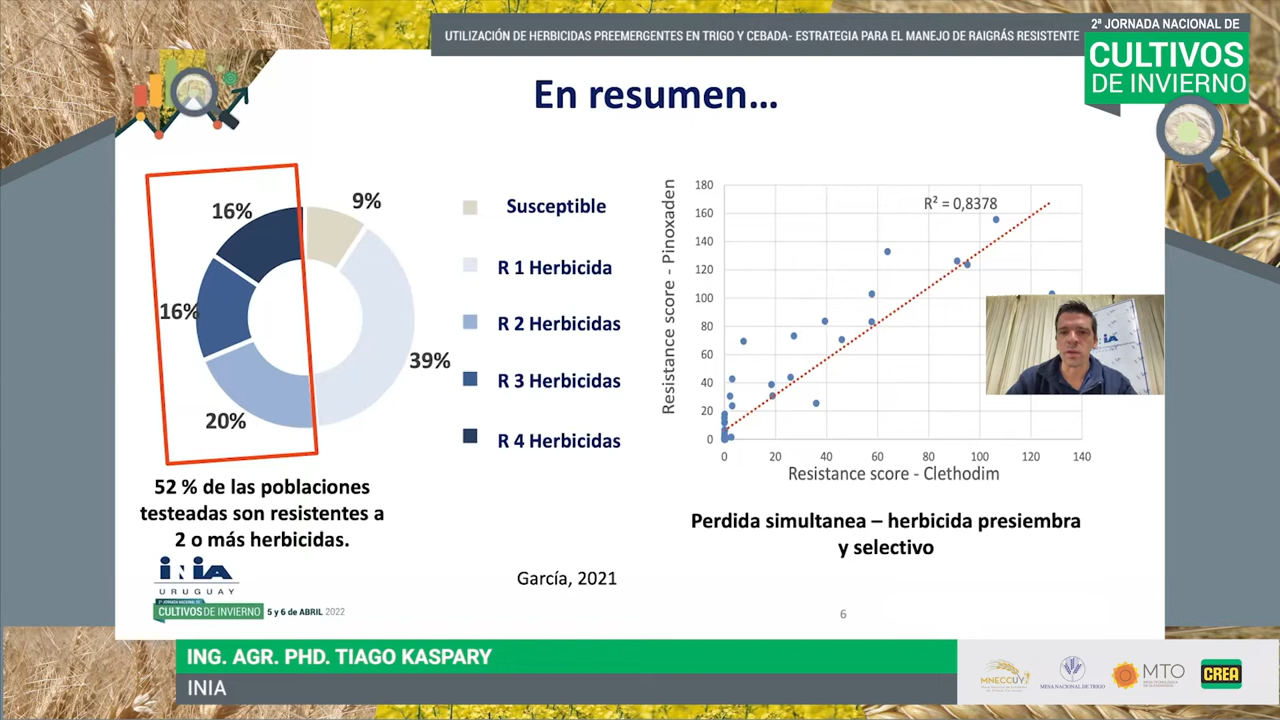 UTILIZACIÓN DE HERBICIDAS PREEMERGENTES EN TRIGO Y CEBADA- ESTRATEGIA PARA EL MANEJO DE RAIGRÁS RESISTENTE
2ª JORNADA NACIONAL DE
CULTIVOS
DE INVIERNO
En resumen...
9%
16%
16%
39%
20%
Susceptible
R 1 Herbicida
R 2 Herbicidas
R 3 Herbicidas
R 4 Herbicidas
52 % de las poblaciones
testeadas son resistentes a
2 o más herbicidas.
Resistance score - Pinoxaden
180
160
140
120
100
80
60
40
20
0
R² = 0,8378
0 20 40 60 80 100 120 140
Resistance score - Clethodim
Perdida simultanea – herbicida presiembra
y selectivo
García, 2021
INIA
URUGUAY
CULTIVOS DE INVIERNO 5 y 6 de ABRIL 2022
6
ING. AGR. PHD. TIAGO KASPARY
INIA
MNECCUY
MESA NACIONAL DE TRIGO
MTO
CREA